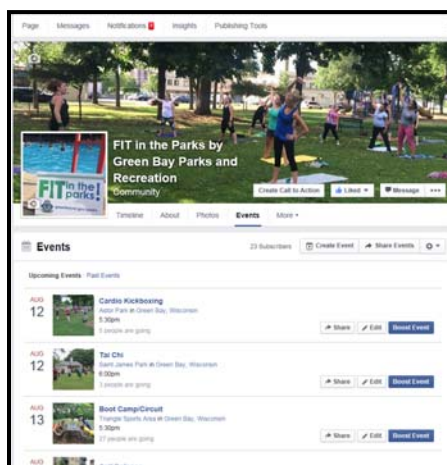 Page Messages Notifications Insights Publishing Tools
FIT in the Parks by
Green Bay Parks and
Recreation
Community
FIT in the
parks!
Create Call to Action Liked Message
Timeline About Photos Events More
Events 23 Subscribers Create Event Share Events
Upcoming Events Past Events
AUG
12
Cardio Kickboxing
Astor Park in Green Bay, Wisconsin
5:30pm
5 people are going
Share Edit Boost Event
AUG
12
Tai Chi
Saint James Park in Green Bay, Wisconsin
6:00pm
3 people are going
Share Edit Boost Event
AUG
13
Boot Camp/Circuit
Triangle Sports Area in Green Bay, Wisconsin
5:30pm
27 people are going
Share Edit Boost Event
AUG